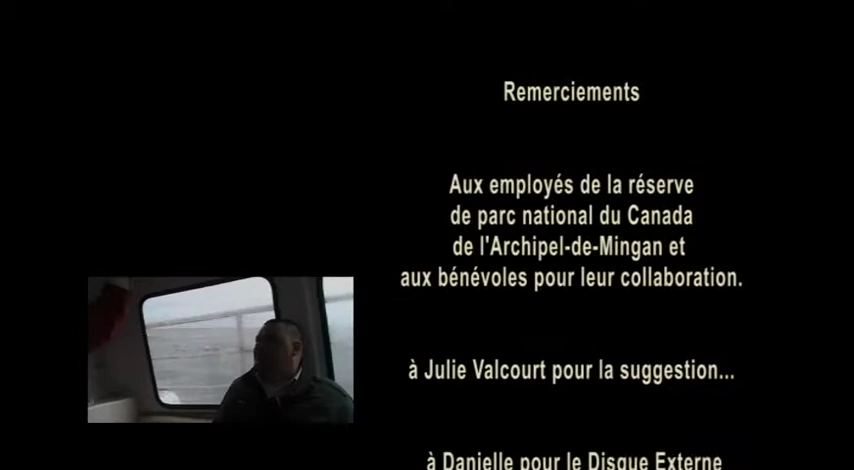 Remerciements
Aux employés de la réserve
de parc national du Canada
de l'Archipel-de-Mingan et
aux bénévoles pour leur collaboration.
à Julie Valcourt pour la suggestion...
à Danielle pour le Disque Externe